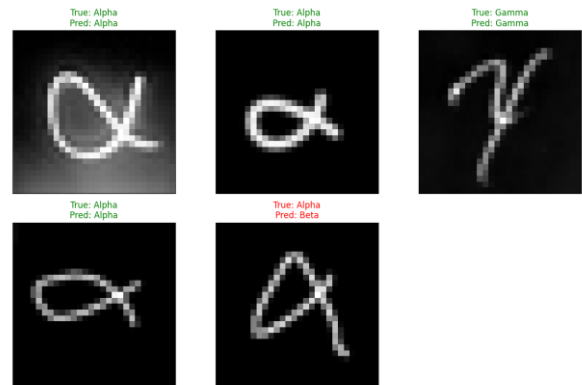 True: Alpha
Pred: Alpha
True: Alpha
Pred: Alpha
True: Gamma
Pred: Gamma
α
α
γ
True: Alpha
Pred: Alpha
True: Alpha
Pred: Beta
α
α